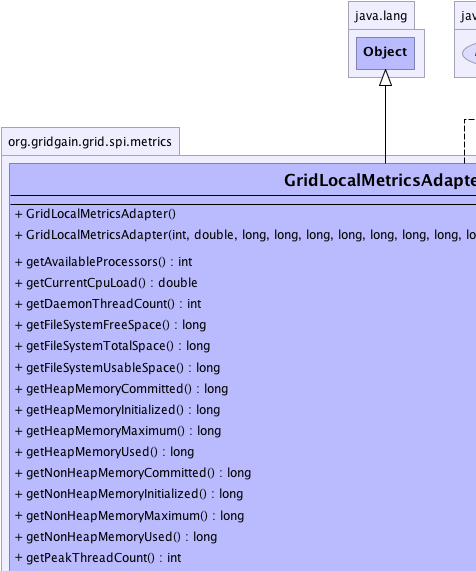 java.lang
jav
Object
org.gridgain.grid.spi.metrics
GridLocalMetricsAdapte
+ GridLocalMetricsAdapter()
+ GridLocalMetricsAdapter(int, double, long, long, long, long, long, long, long, lo
+ getAvailableProcessors() : int
+ getCurrentCpuLoad() : double
+ getDaemonThreadCount() : int
+ getFileSystemFreeSpace() : long
+ getFileSystemTotalSpace() : long
+ getFileSystemUsableSpace() : long
+ getHeapMemoryCommitted() : long
+ getHeapMemoryInitialized() : long
+ getHeapMemoryMaximum() : long
+ getHeapMemoryUsed() : long
+ getNonHeapMemoryCommitted() : long
+ getNonHeapMemoryInitialized() : long
+ getNonHeapMemoryMaximum() : long
+ getNonHeapMemoryUsed() : long
+ getPeakThreadCount() : int